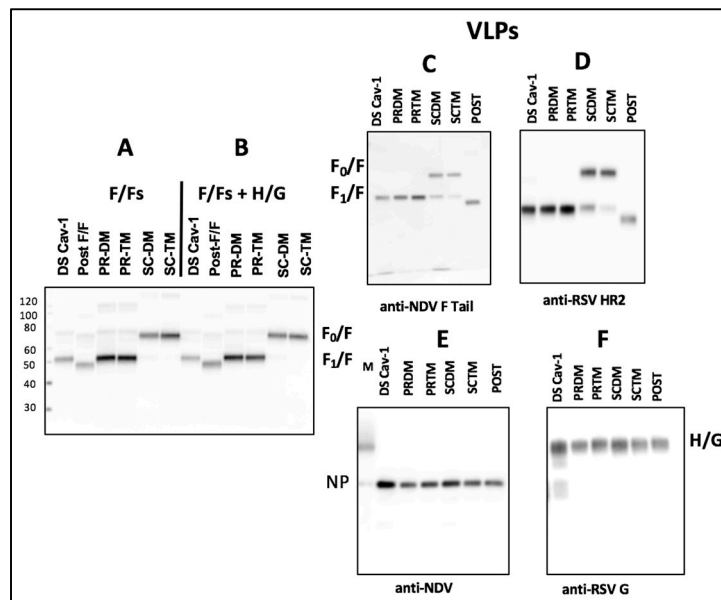 VLPs
A
F/Fs
B
F/Fs + H/G
DS Cav-1
Post F/F
PR-DM
PR-TM
SC-DM
SC-TM
DS Cav-1
Post-F/F
PR-DM
PR-TM
SC-DM
SC-TM
120
80
60
50
40
30
F₀/F
F₁/F
C
DS Cav-1
PRDM
PRTM
SCDM
SCTM
POST
F₀/F
F₁/F
anti-NDV F Tail
D
DS Cav-1
PRDM
PRTM
SCDM
SCTM
POST
anti-RSV HR2
E
M
DS Cav-1
PRDM
PRTM
SCDM
SCTM
POST
NP
anti-NDV
F
DS Cav-1
PRDM
PRTM
SCDM
SCTM
POST
H/G
anti-RSV G